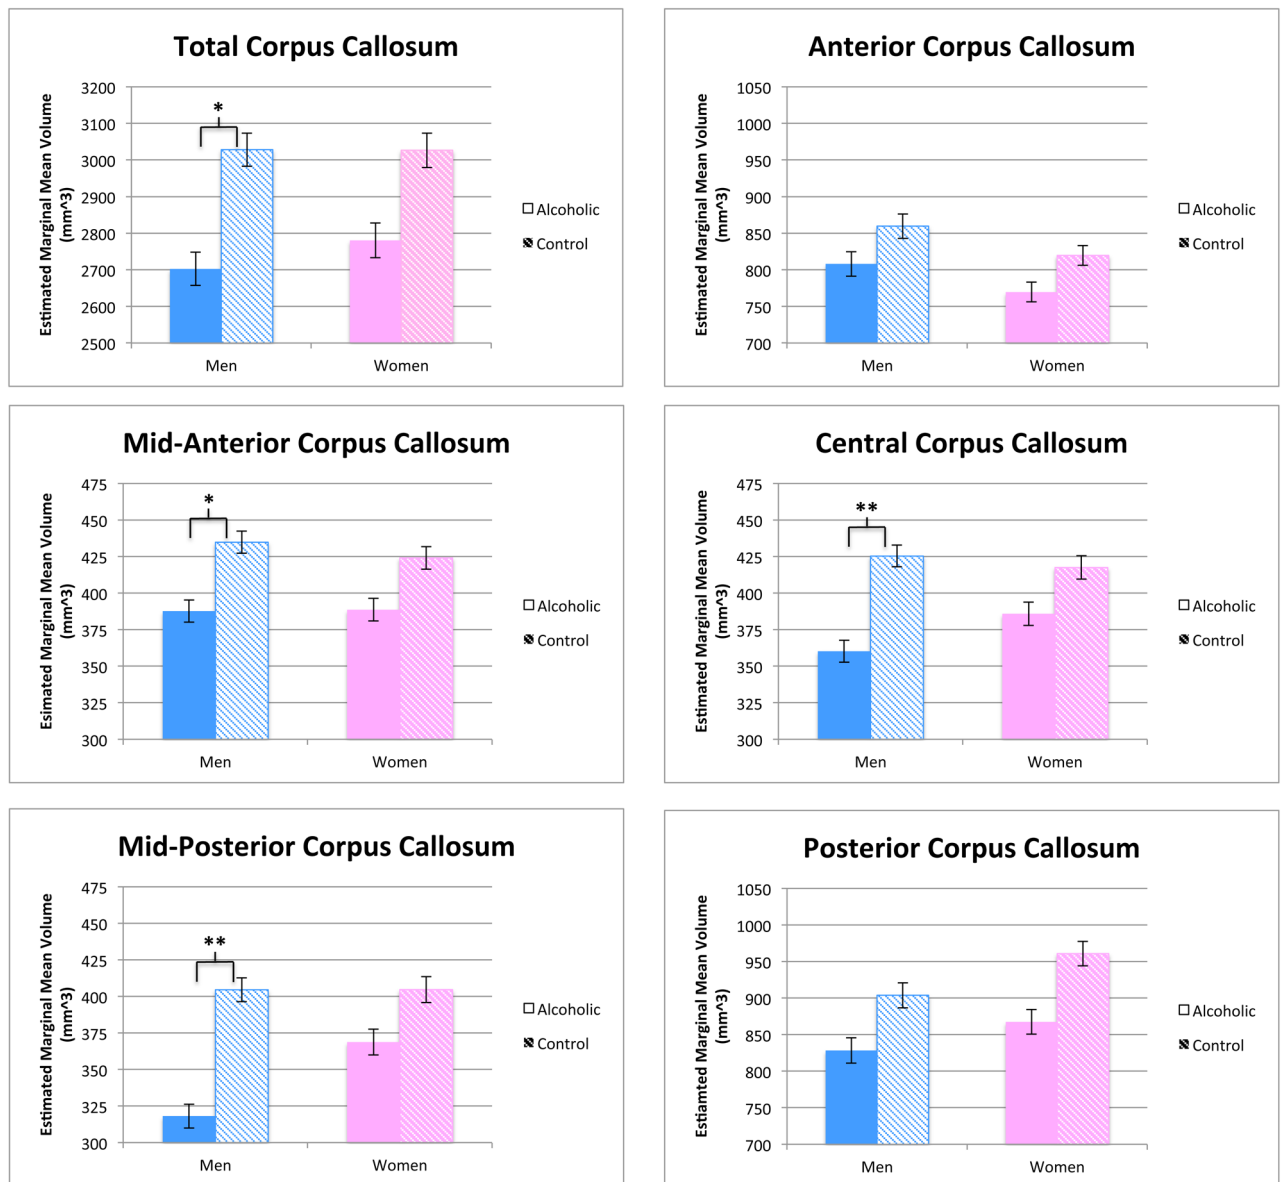 Total Corpus Callosum
Estimated Marginal Mean Volume
(mm^3)
3200
3100
3000
2900
2800
2700
2600
2500
*
Men
Women
Alcoholic
Control
Anterior Corpus Callosum
Estimated Marginal Mean Volume
(mm^3)
1050
1000
950
900
850
800
750
700
Men
Women
Alcoholic
Control
Mid-Anterior Corpus Callosum
Esimated Marginal Mean Volume
(mm^3)
475
450
425
400
375
350
325
300
*
Men
Women
Alcoholic
Control
Central Corpus Callosum
Estimated Marginal Mean Volume
(mm^3)
475
450
425
400
375
350
325
300
**
Men
Women
Alcoholic
Control
Mid-Posterior Corpus Callosum
Estimated Marginal Mean Volume
(mm^3)
475
450
425
400
375
350
325
300
**
Men
Women
Alcoholic
Control
Posterior Corpus Callosum
Estiamted Marginal Mean Volume
(mm^3)
1050
1000
950
900
850
800
750
700
Men
Women
Alcoholic
Control